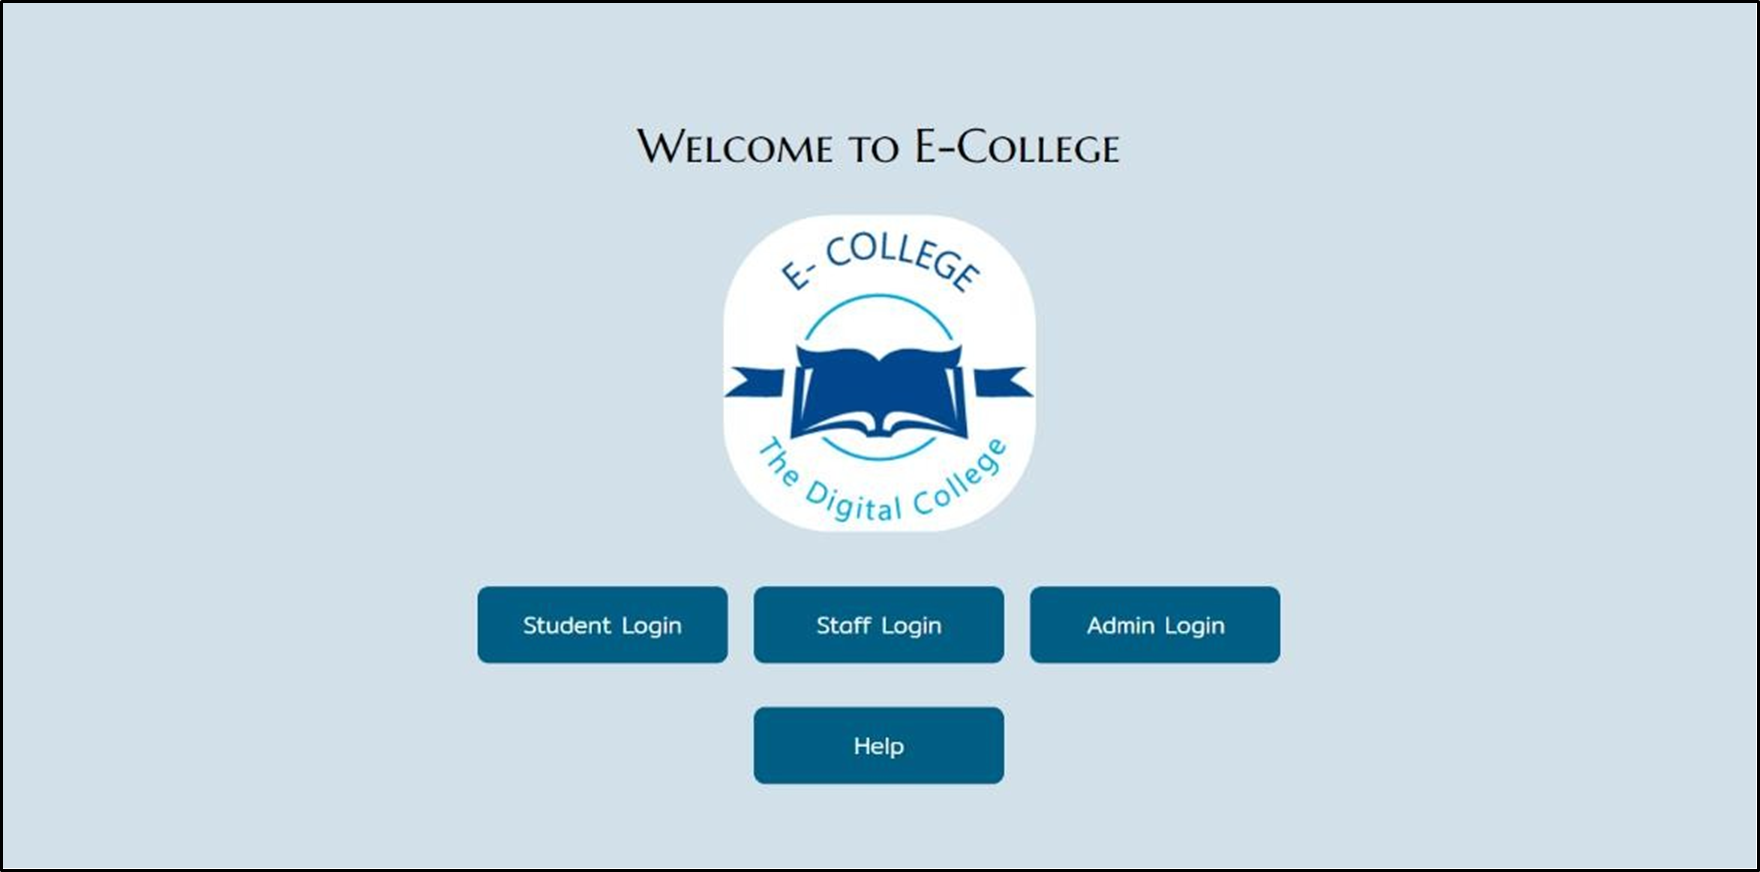 Welcome to E-College
E- COLLEGE
The Digital College
Student Login
Staff Login
Admin Login
Help